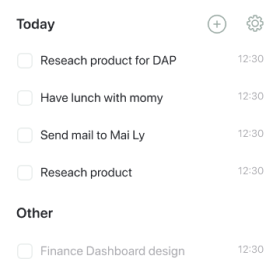 Today
Reseach product for DAP 12:30
Have lunch with momy 12:30
Send mail to Mai Ly 12:30
Reseach product 12:30
Other
Finance Dashboard design 12:30